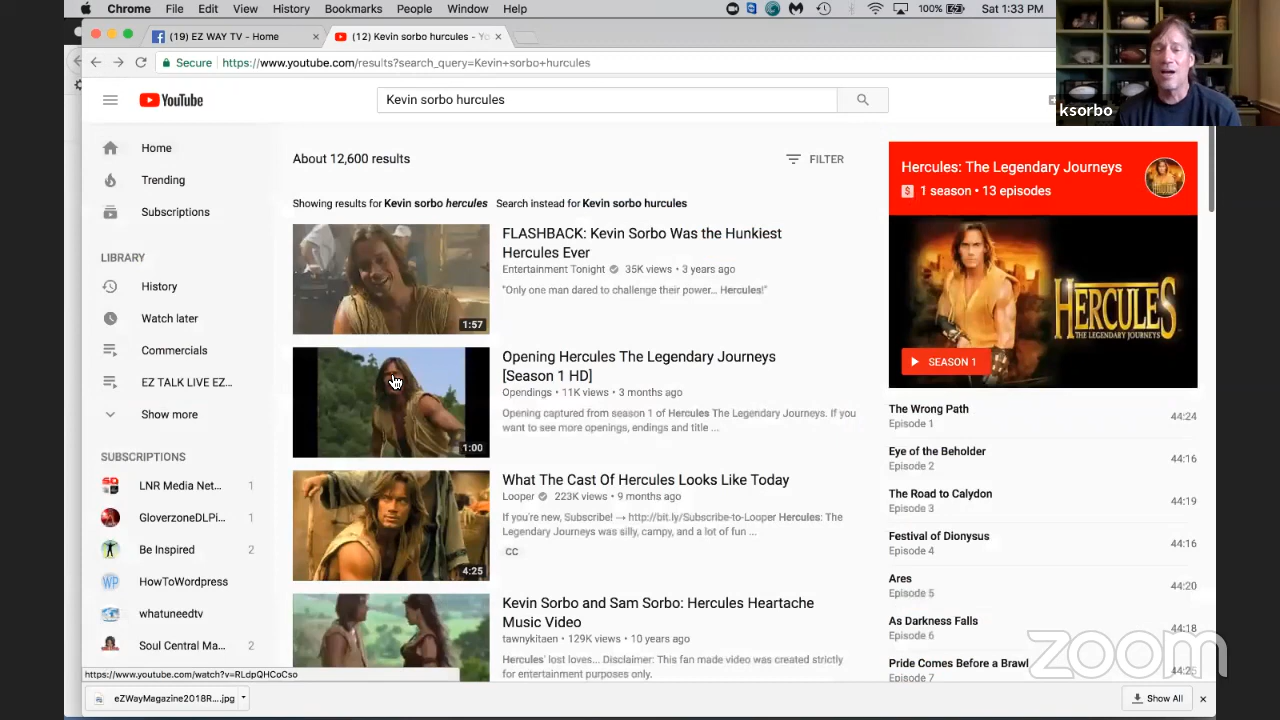 Chrome File Edit View History Bookmarks People Window Help 100% Sat 1:33 PM
(19) EZ WAY TV - Home
(12) Kevin sorbo hurcules - Yo
Secure https://www.youtube.com/results?search_query=Kevin+sorbo+hurcules
ksorbo
YouTube
Kevin sorbo hurcules
Home
Trending
Subscriptions
LIBRARY
History
Watch later
Commercials
EZ TALK LIVE EZ...
Show more
SUBSCRIPTIONS
LNR Media Net... 1
GloverzoneDLPi... 1
Be Inspired 2
HowToWordpress
whatuneedtv
Soul Central Ma... 2
About 12,600 results
FILTER
Showing results for Kevin sorbo hercules Search instead for Kevin sorbo hurcules
1:57
FLASHBACK: Kevin Sorbo Was the Hunkiest
Hercules Ever
Entertainment Tonight 35K views • 3 years ago
"Only one man dared to challenge their power... Hercules!"
1:00
Opening Hercules The Legendary Journeys
[Season 1 HD]
Opendings • 11K views • 3 months ago
Opening captured from season 1 of Hercules The Legendary Journeys. If you
want to see more openings, endings and title ...
4:25
What The Cast Of Hercules Looks Like Today
Looper 223K views • 9 months ago
If you're new, Subscribe! → http://bit.ly/Subscribe-to-Looper Hercules: The
Legendary Journeys was silly, campy, and a lot of fun ...
CC
Kevin Sorbo and Sam Sorbo: Hercules Heartache
Music Video
tawnykitaen • 129K views • 10 years ago
Hercules' lost loves... Disclaimer: This fan made video was created strictly
for entertainment purposes only.
Hercules: The Legendary Journeys
1 season • 13 episodes
HERCULES
THE LEGENDARY JOURNEYS
SEASON 1
The Wrong Path 44:24
Episode 1
Eye of the Beholder 44:16
Episode 2
The Road to Calydon 44:19
Episode 3
Festival of Dionysus 44:16
Episode 4
Ares 44:20
Episode 5
As Darkness Falls 44:18
Episode 6
Pride Comes Before a Brawl 44:25
Episode 7
zoom
https://www.youtube.com/watch?v=RLdpQHCoCso
eZWayMagazine2018R....jpg
Show All